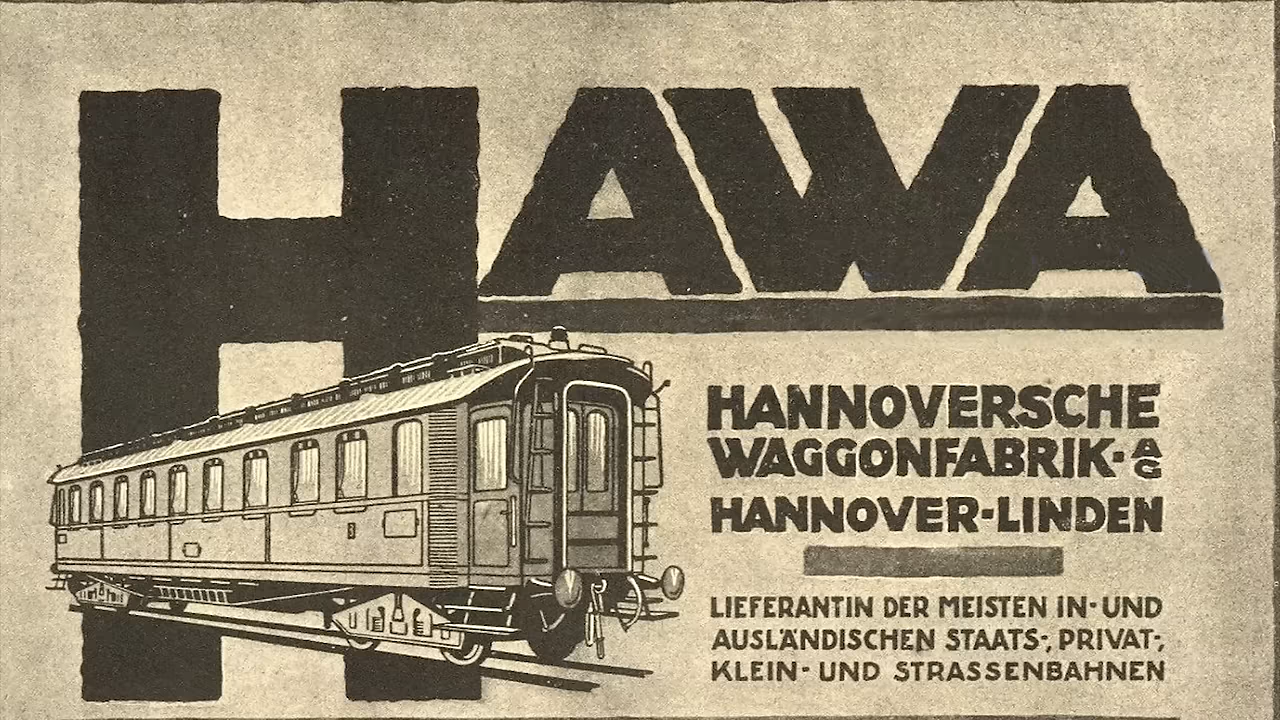 HAWA
HANNOVERSCHE
WAGGONFABRIK· AG
HANNOVER-LINDEN
LIEFERANTIN DER MEISTEN IN- UND
AUSLÄNDISCHEN STAATS-, PRIVAT-,
KLEIN- UND STRASSENBAHNEN